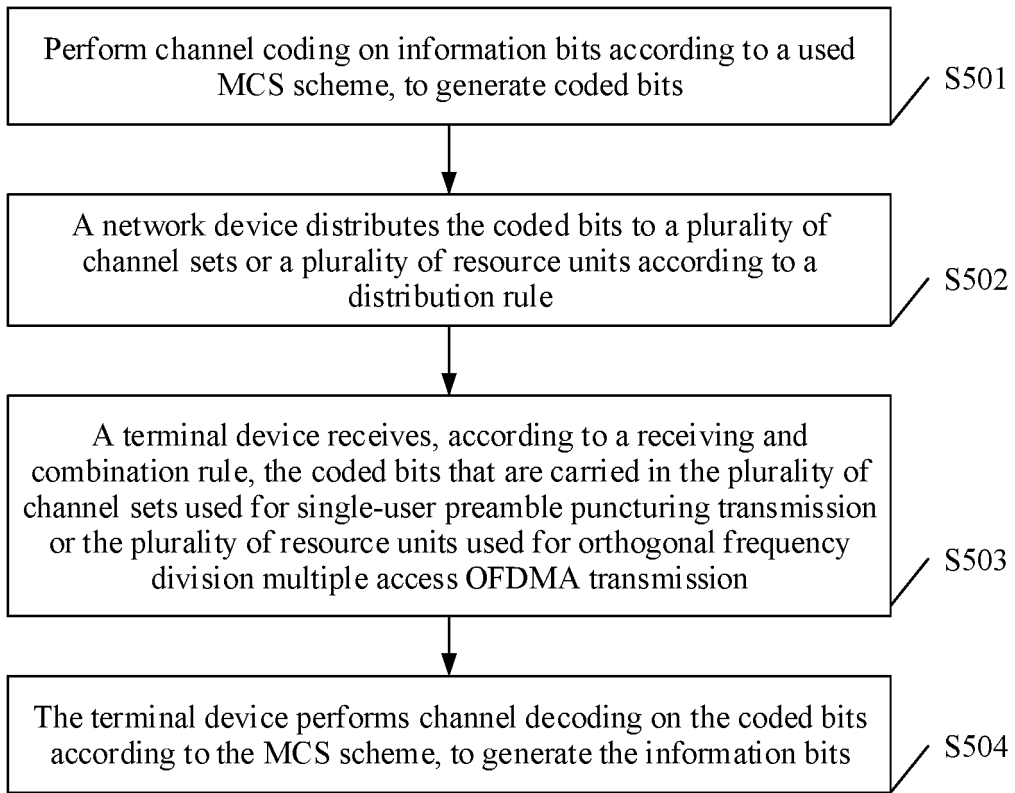 Perform channel coding on information bits according to a used
MCS scheme, to generate coded bits
S501
A network device distributes the coded bits to a plurality of
channel sets or a plurality of resource units according to a
distribution rule
S502
A terminal device receives, according to a receiving and
combination rule, the coded bits that are carried in the plurality of
channel sets used for single-user preamble puncturing transmission
or the plurality of resource units used for orthogonal frequency
division multiple access OFDMA transmission
S503
The terminal device performs channel decoding on the coded bits
according to the MCS scheme, to generate the information bits
S504